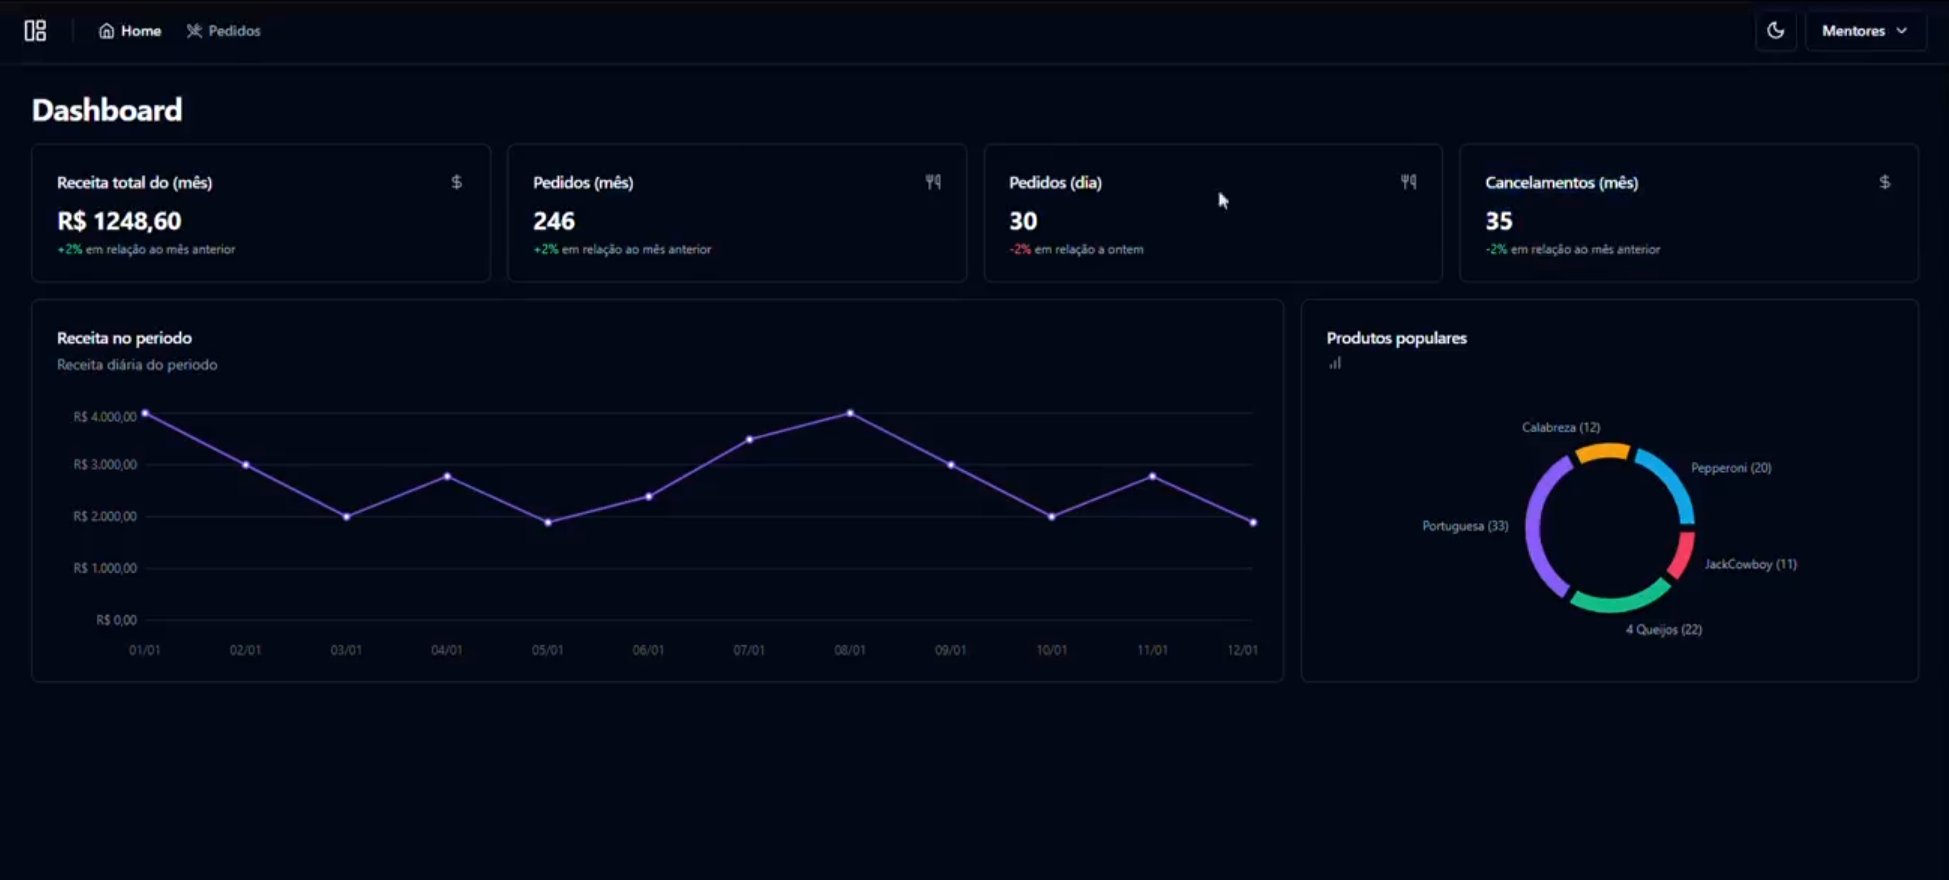 Home
Pedidos
Mentores
Dashboard
Receita total do (mês)
$
R$ 1248,60
+2% em relação ao mês anterior
Pedidos (mês)
246
+2% em relação ao mês anterior
Pedidos (dia)
30
-2% em relação a ontem
Cancelamentos (mês)
$
35
-2% em relação ao mês anterior
Receita no periodo
Receita diária do periodo
R$ 4.000,00
R$ 3.000,00
R$ 2.000,00
R$ 1.000,00
R$ 0,00
01/01
02/01
03/01
04/01
05/01
06/01
07/01
08/01
09/01
10/01
11/01
12/01
Produtos populares
Calabreza (12)
Pepperoni (20)
Portuguesa (33)
JackCowboy (11)
4 Queijos (22)